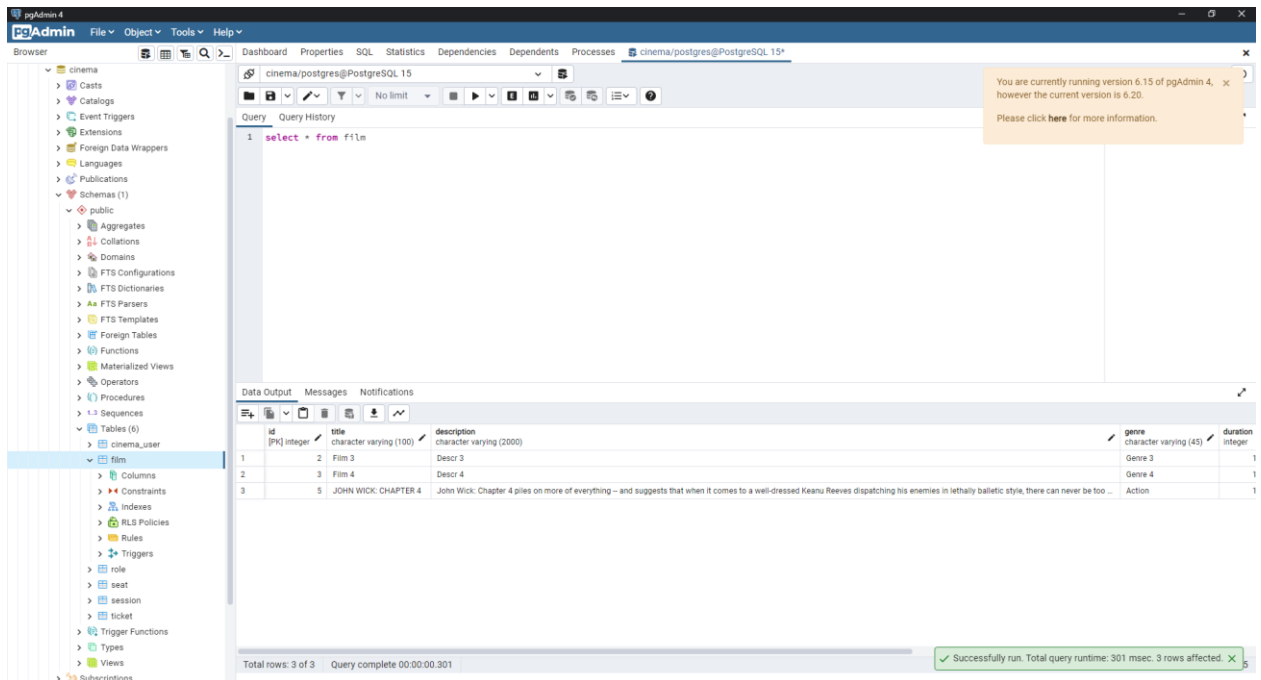 pgAdmin 4
pgAdmin File Object Tools Help
Browser
Dashboard Properties SQL Statistics Dependencies Dependents Processes cinema/postgres@PostgreSQL 15*
cinema
Casts
Catalogs
Event Triggers
Extensions
Foreign Data Wrappers
Languages
Publications
Schemas (1)
public
Aggregates
Collations
Domains
FTS Configurations
FTS Dictionaries
Aa FTS Parsers
FTS Templates
Foreign Tables
Functions
Materialized Views
Operators
Procedures
1..3 Sequences
Tables (6)
cinema_user
film
Columns
Constraints
Indexes
RLS Policies
Rules
Triggers
role
seat
session
ticket
Trigger Functions
Types
Views
Subscriptions
cinema/postgres@PostgreSQL 15
No limit
E
Query Query History
1 select * from film
You are currently running version 6.15 of pgAdmin 4,
however the current version is 6.20.
Please click here for more information.
Data Output Messages Notifications
id title description genre duration
[PK] integer character varying (100) character varying (2000) character varying (45) integer
1 2 Film 3 Descr 3 Genre 3 1
2 3 Film 4 Descr 4 Genre 4 1
3 5 JOHN WICK: CHAPTER 4 John Wick: Chapter 4 piles on more of everything – and suggests that when it comes to a well-dressed Keanu Reeves dispatching his enemies in lethally balletic style, there can never be too ... Action 1
Total rows: 3 of 3 Query complete 00:00:00.301
Successfully run. Total query runtime: 301 msec. 3 rows affected.